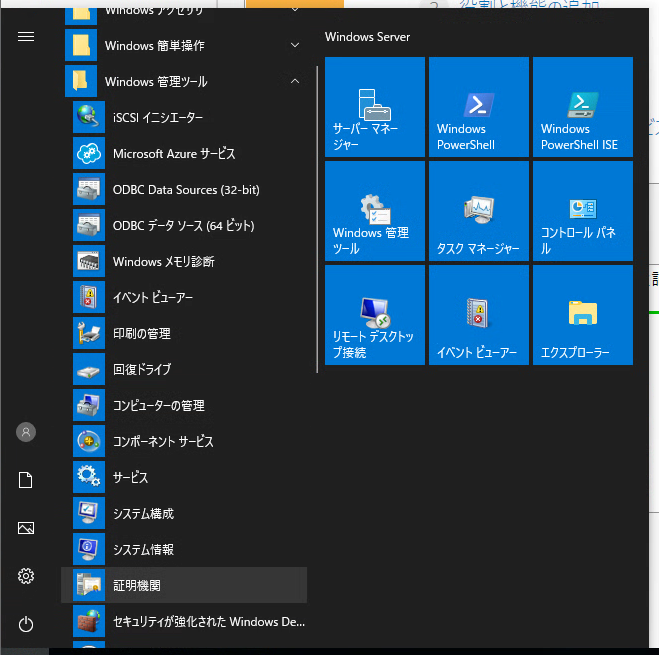 Windows アクセサリ
Windows 簡単操作
Windows 管理ツール
iSCSI イニシエーター
Microsoft Azure サービス
ODBC Data Sources (32-bit)
ODBC データ ソース (64 ビット)
Windows メモリ診断
イベント ビューアー
印刷の管理
回復ドライブ
コンピューターの管理
コンポーネント サービス
サービス
システム構成
システム情報
証明機関
セキュリティが強化された Windows De...
Windows Server
サーバー マネー
ジャー
Windows
PowerShell
Windows
PowerShell ISE
Windows 管理
ツール
タスク マネージャー
コントロール パネ
ル
リモート デスクトッ
プ接続
イベント ビューアー
エクスプローラー
役割と機能の追加